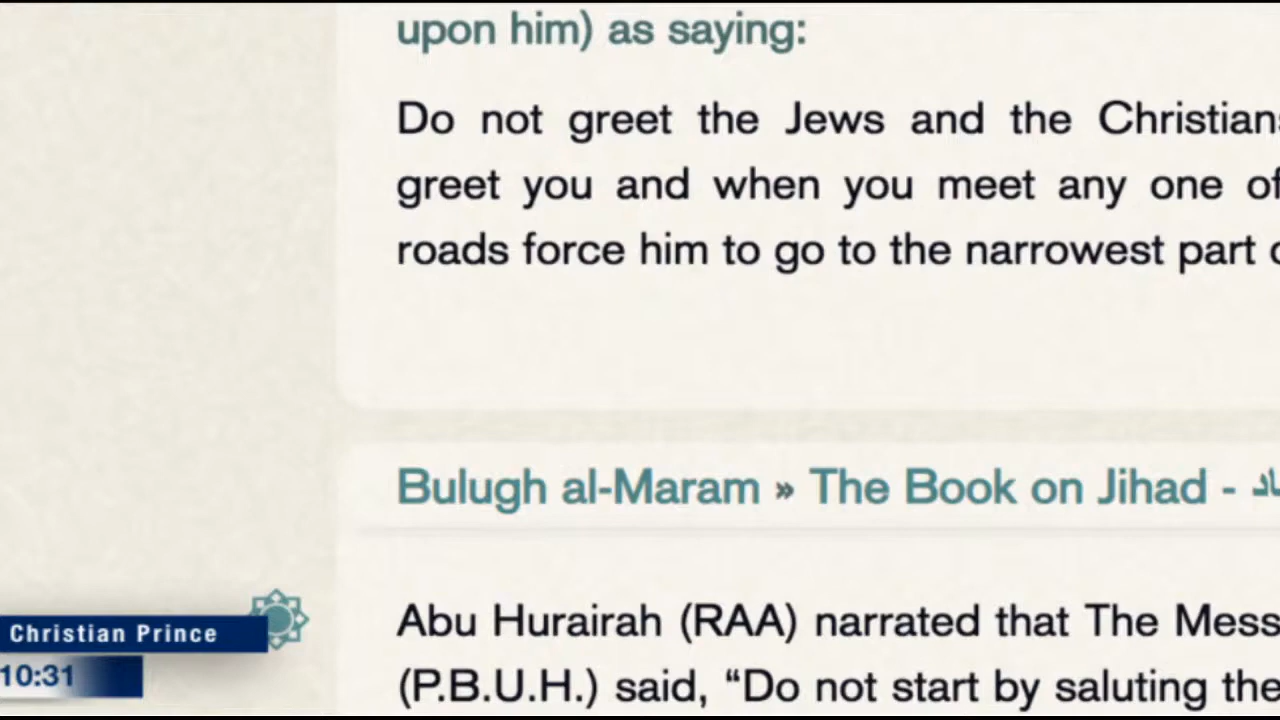 upon him) as saying:
Do not greet the Jews and the Christians
greet you and when you meet any one of
roads force him to go to the narrowest part
Bulugh al-Maram » The Book on Jihad -
Abu Hurairah (RAA) narrated that The Mess
(P.B.U.H.) said, “Do not start by saluting the
Christian Prince
10:31